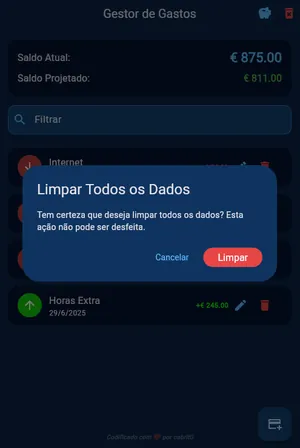 Gestor de Gastos
Saldo Atual:
€ 875.00
Saldo Projetado:
€ 811.00
Filtrar
Internet
Limpar Todos os Dados
Tem certeza que deseja limpar todos os dados? Esta
ação não pode ser desfeita.
Cancelar
Limpar
Horas Extra
29/6/2025
+€ 245.00